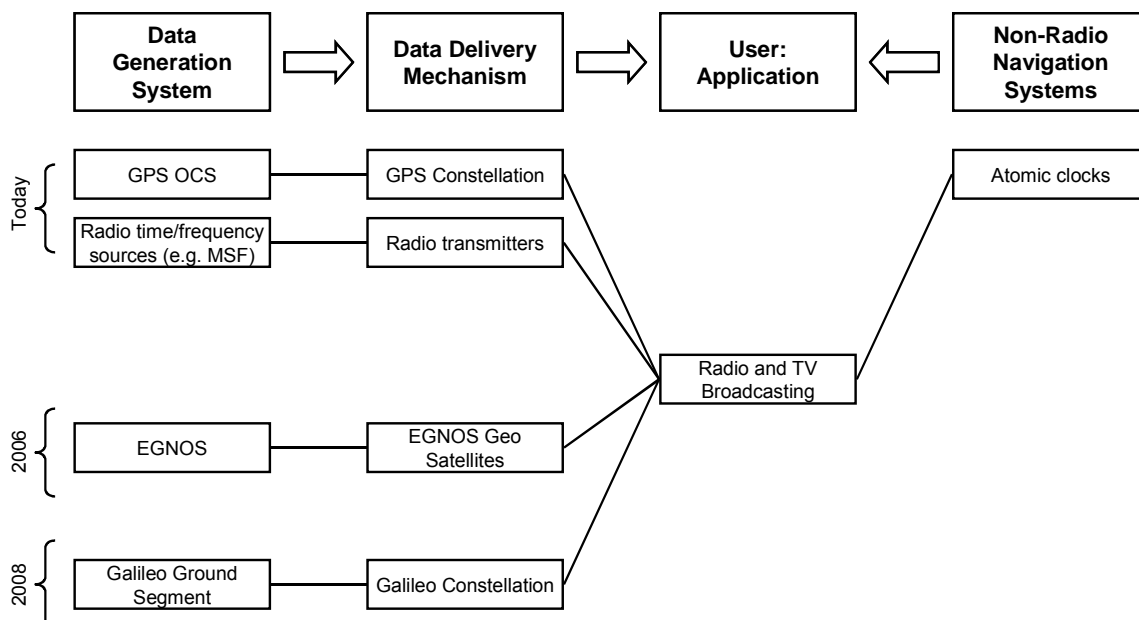 Data
Generation
System
Data Delivery
Mechanism
User:
Application
Non-Radio
Navigation
Systems
Today
GPS OCS
GPS Constellation
Atomic clocks
Radio time/frequency
sources (e.g. MSF)
Radio transmitters
Radio and TV
Broadcasting
2006
EGNOS
EGNOS Geo
Satellites
2008
Galileo Ground
Segment
Galileo Constellation